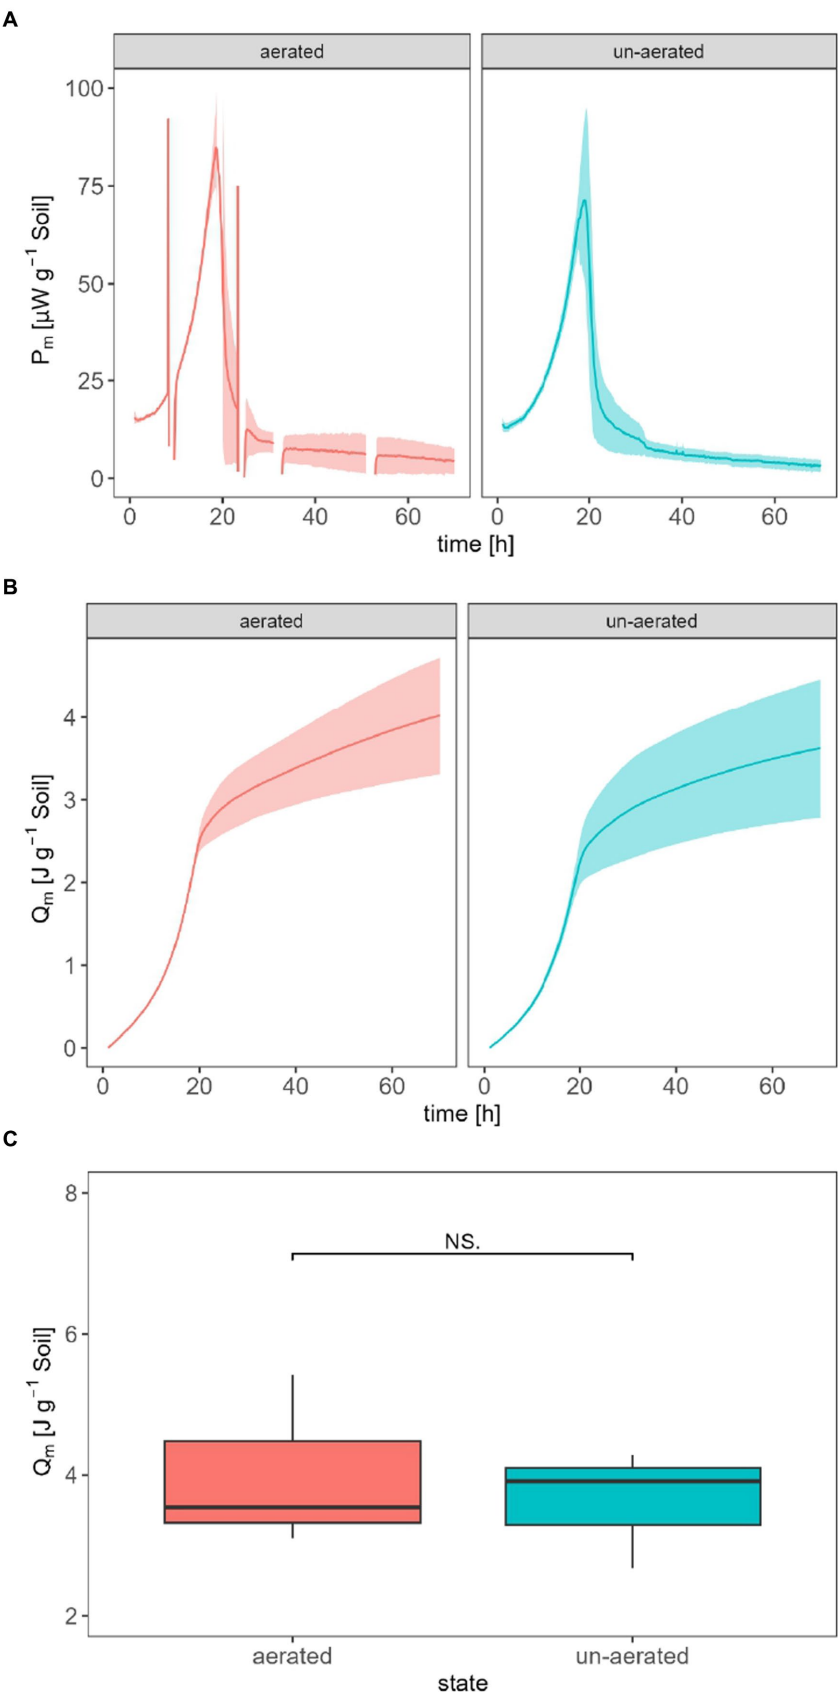 A
aerated un-aerated
100
75
50
25
0
Pm [µW g⁻¹ Soil]
0 20 40 60 0 20 40 60
time [h]
B
aerated un-aerated
4
3
2
1
0
Qm [J g⁻¹ Soil]
0 20 40 60 0 20 40 60
time [h]
C
8
6
4
2
Qm [J g⁻¹ Soil]
NS.
aerated un-aerated
state